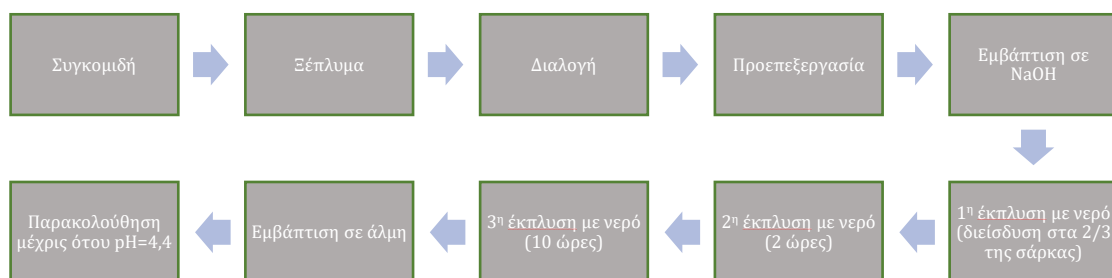 Συγκομιδή
Ξέπλυμα
Διαλογή
Προεπεξεργασία
Εμβάπτιση σε
NaOH
1η έκπλυση με νερό
(διείσδυση στα 2/3
της σάρκας)
2η έκπλυση με νερό
(2 ώρες)
3η έκπλυση με νερό
(10 ώρες)
Εμβάπτιση σε άλμη
Παρακολούθηση
μέχρις ότου pH=4,4